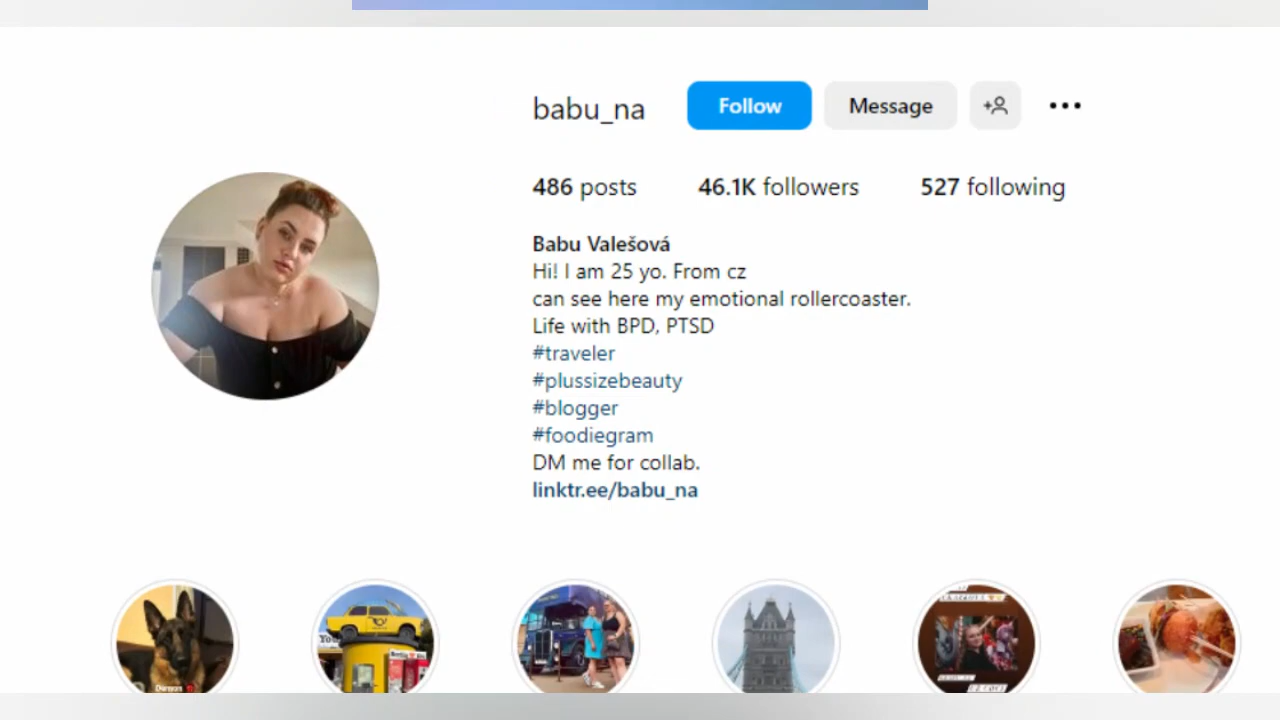 babu_na
Follow
Message
486 posts
46.1K followers
527 following
Babu Valešová
Hi! I am 25 yo. From cz
can see here my emotional rollercoaster.
Life with BPD, PTSD
#traveler
#plussizebeauty
#blogger
#foodiegram
DM me for collab.
linktr.ee/babu_na